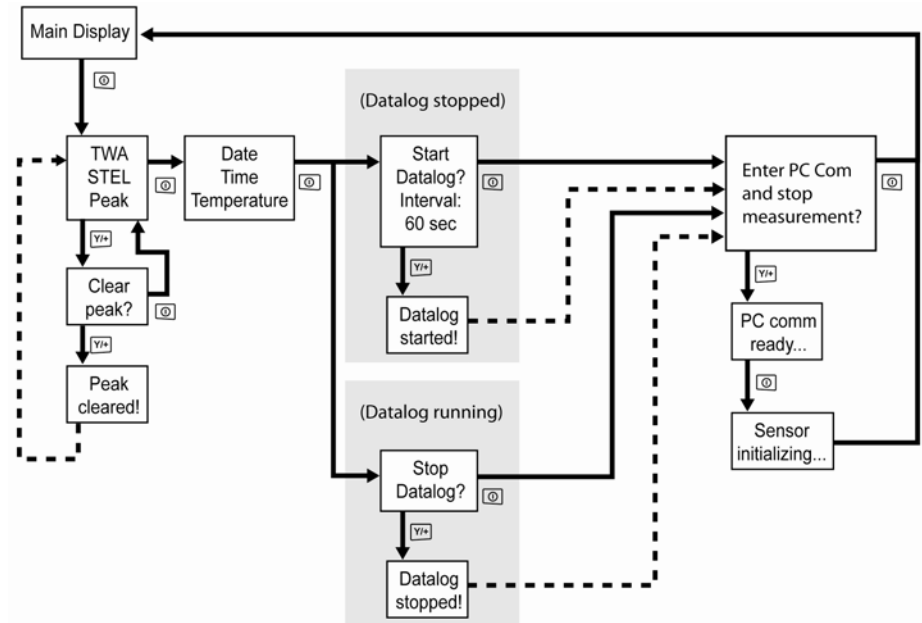 Main Display
TWA
STEL
Peak
Date
Time
Temperature
Clear
peak?
Y/+
Y/+
Peak
cleared!
(Datalog stopped)
Start
Datalog?
Interval:
60 sec
Y/+
Datalog
started!
(Datalog running)
Stop
Datalog?
Y/+
Datalog
stopped!
Enter PC Com
and stop
measurement?
Y/+
PC comm
ready...
Sensor
initializing...